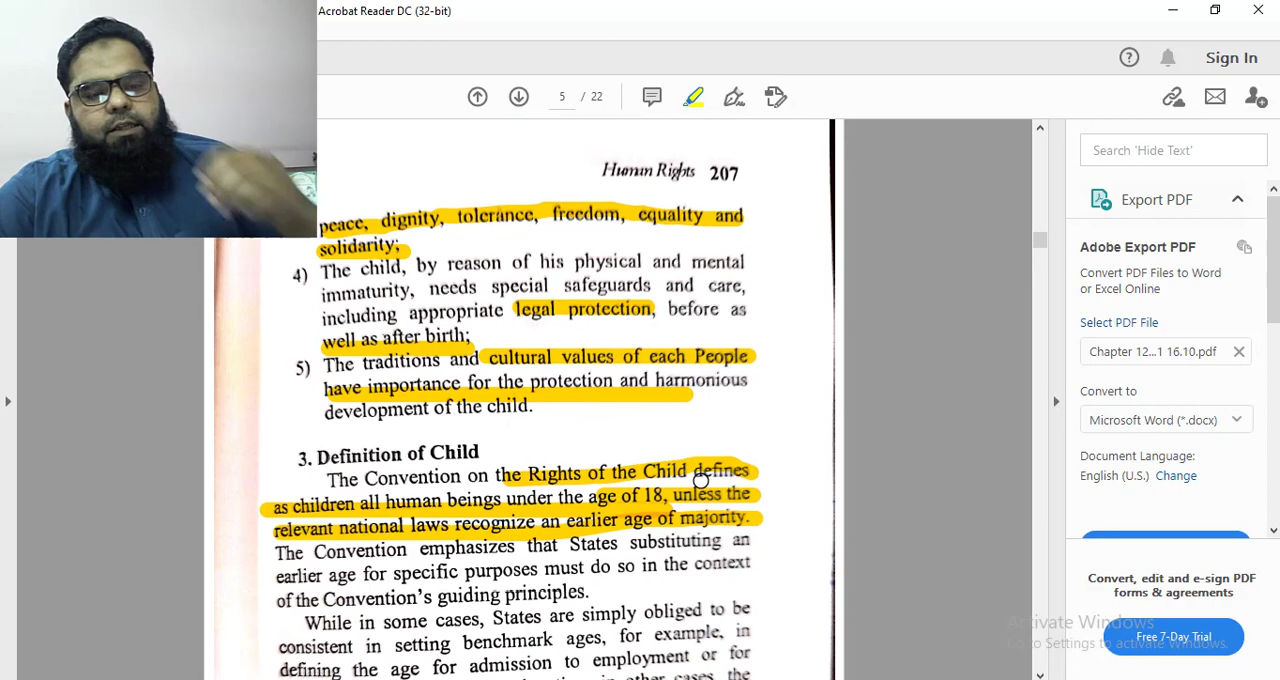 Acrobat Reader DC (32-bit)
Sign In
5 / 22
Search 'Hide Text'
Human Rights 207
Export PDF
peace, dignity, tolerance, freedom, equality and
solidarity;
4) The child, by reason of his physical and mental
immaturity, needs special safeguards and care,
including appropriate legal protection, before as
well as after birth;
5) The traditions and cultural values of each People
have importance for the protection and harmonious
development of the child.
3. Definition of Child
The Convention on the Rights of the Child defines
as children all human beings under the age of 18, unless the
relevant national laws recognize an earlier age of majority.
The Convention emphasizes that States substituting an
earlier age for specific purposes must do so in the context
of the Convention's guiding principles.
While in some cases, States are simply obliged to be
consistent in setting benchmark ages, for example, in
defining the age for admission to employment or for
in other cases, the
Adobe Export PDF
Convert PDF Files to Word
or Excel Online
Select PDF File
Chapter 12...1 16.10.pdf
Convert to
Microsoft Word (*.docx)
Document Language:
English (U.S.) Change
Convert, edit and e-sign PDF
forms & agreements
Free 7-Day Trial
Activate Windows
Go to Settings to activate Windows.